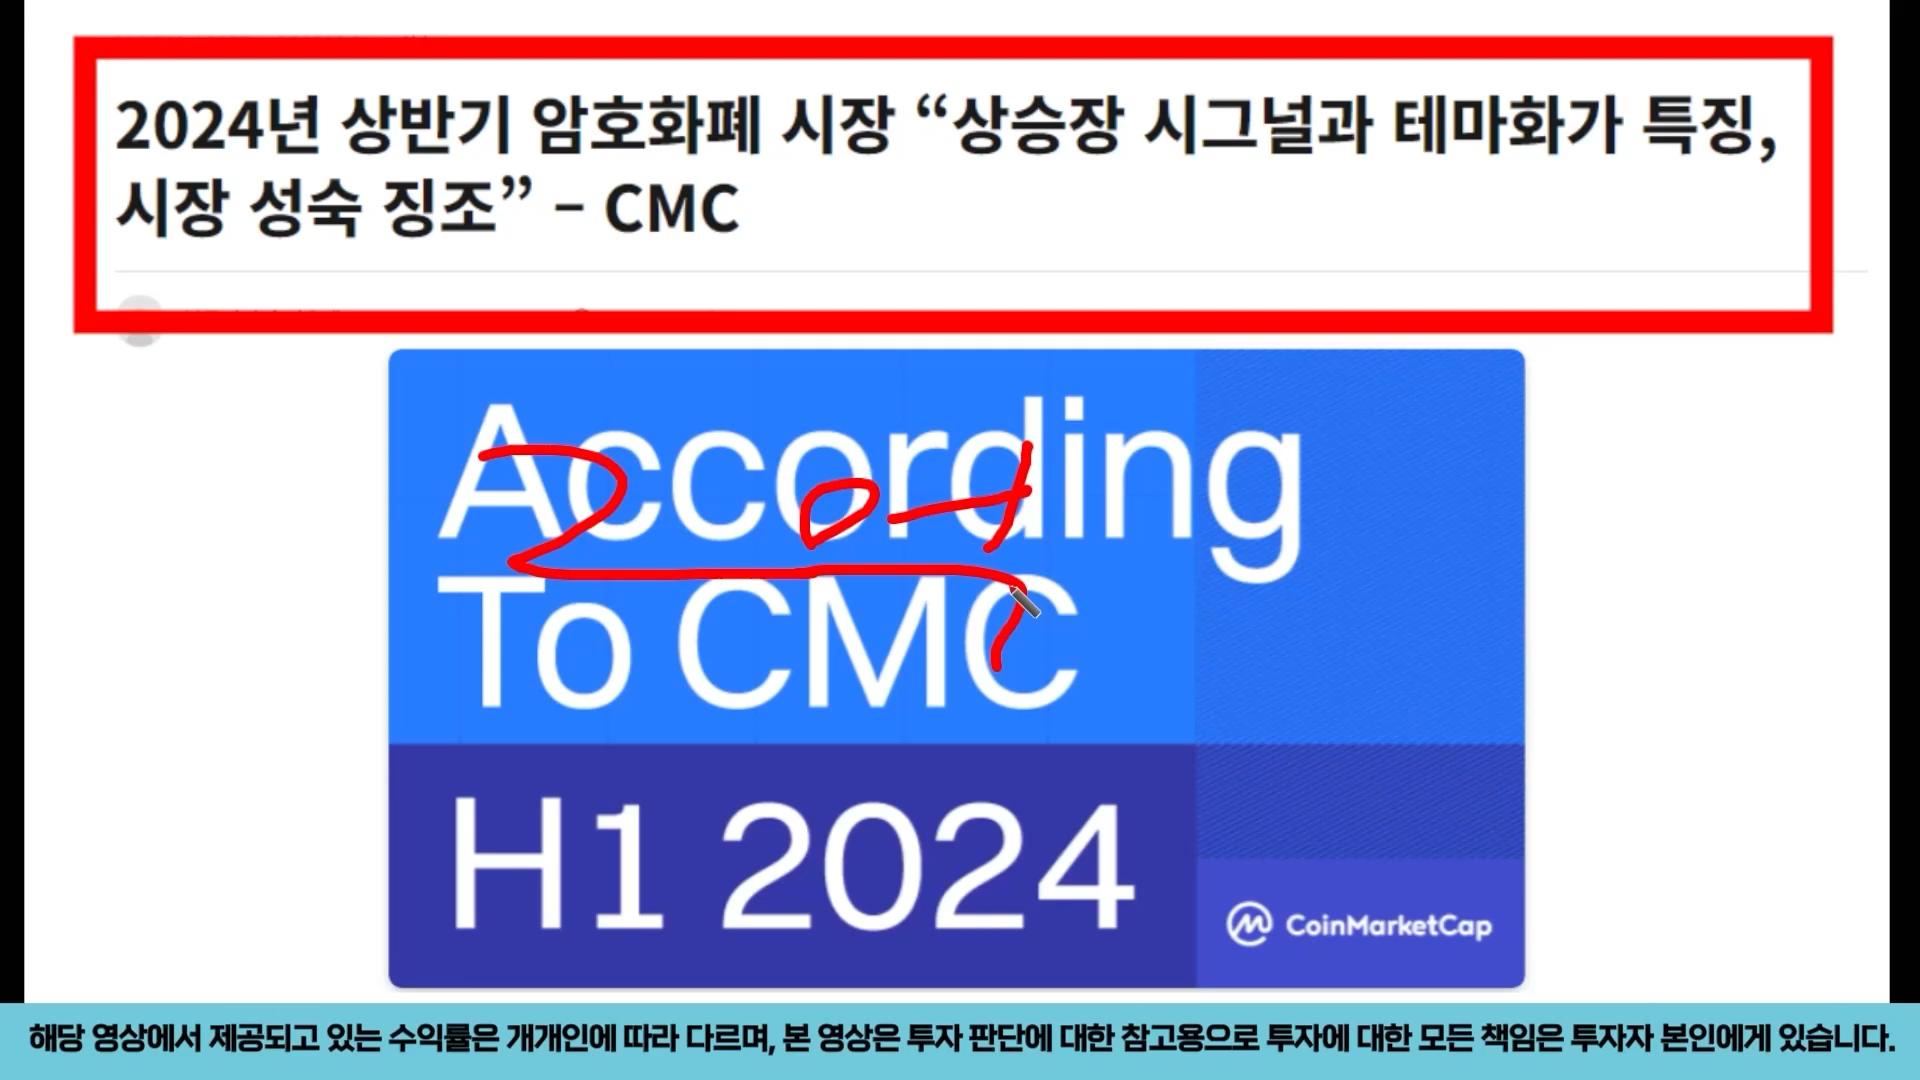 2024년 상반기 암호화폐 시장 “상승장 시그널과 테마화가 특징,
시장 성숙 징조” – CMC
According
To CMC
H1 2024
CoinMarketCap
해당 영상에서 제공되고 있는 수익률은 개개인에 따라 다르며, 본 영상은 투자 판단에 대한 참고용으로 투자에 대한 모든 책임은 투자자 본인에게 있습니다.